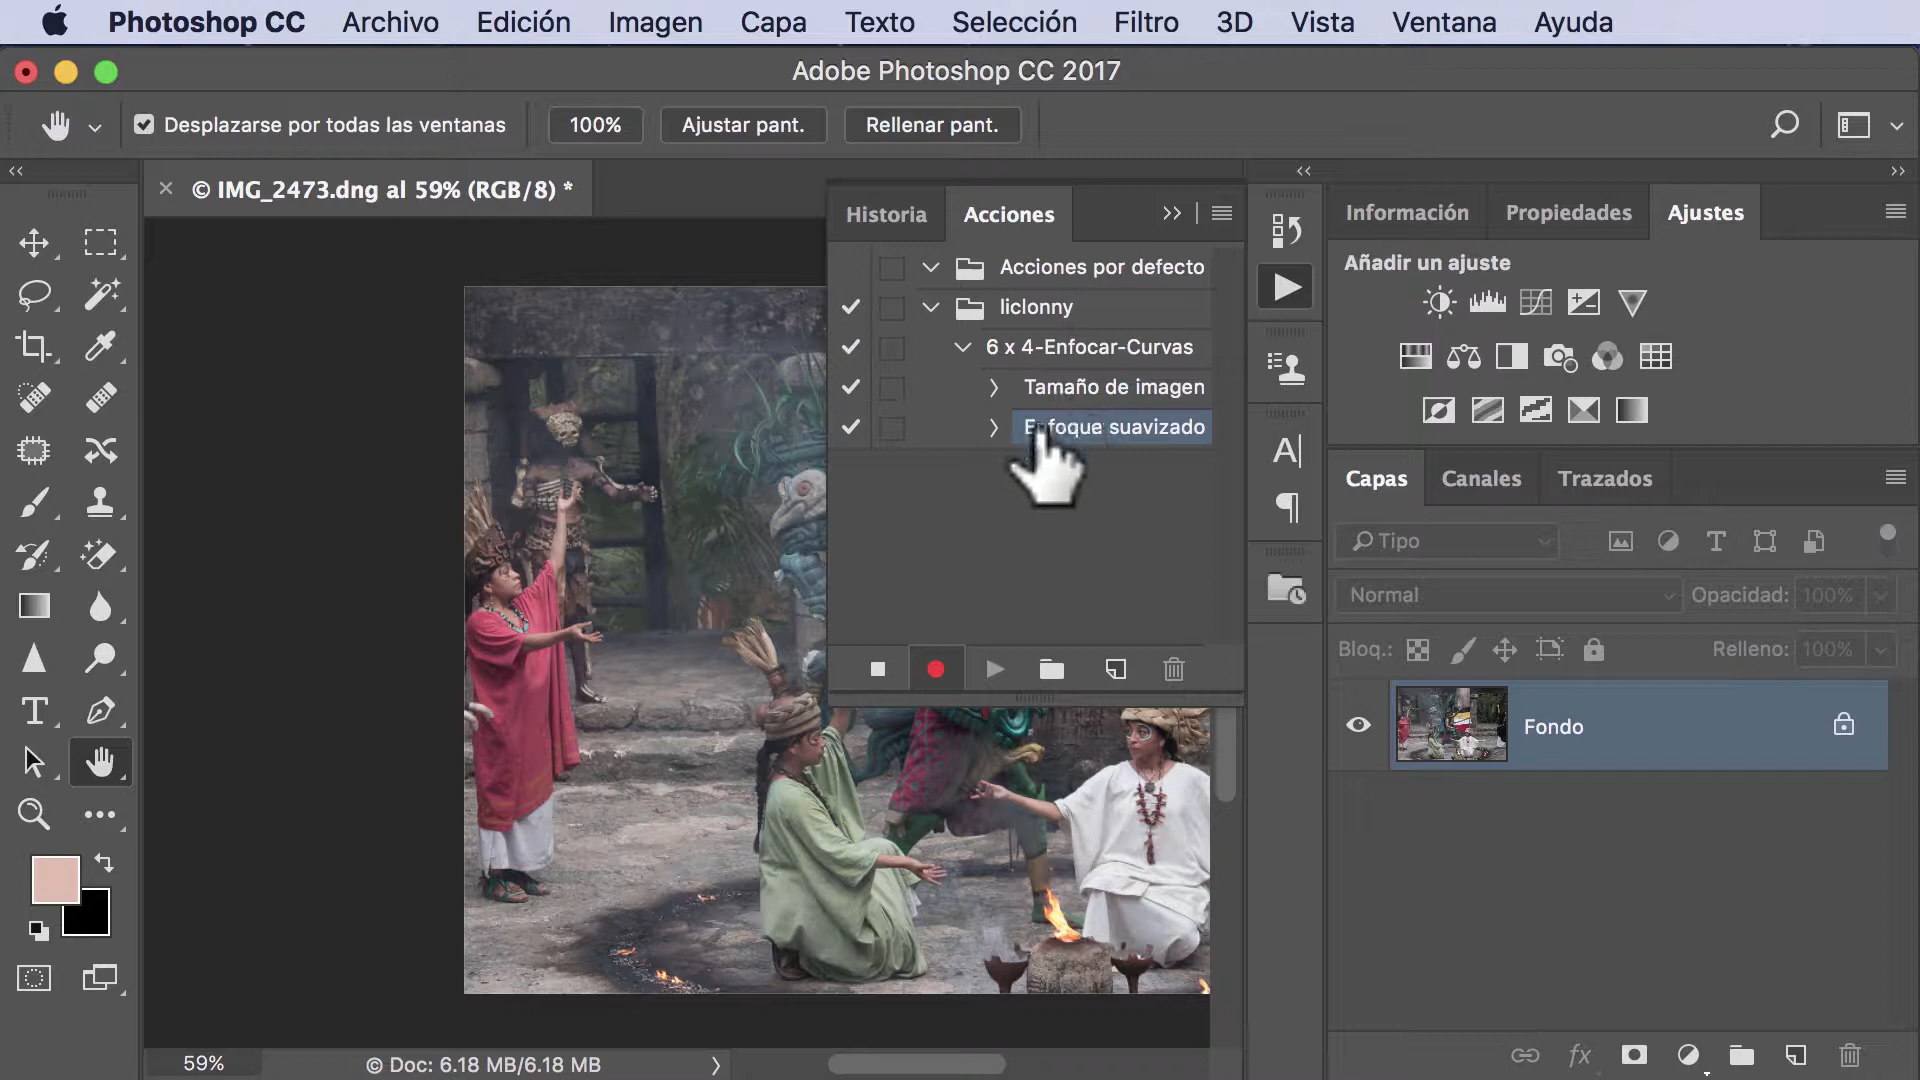 Photoshop CC Archivo Edición Imagen Capa Texto Selección Filtro 3D Vista Ventana Ayuda
Adobe Photoshop CC 2017
Desplazarse por todas las ventanas 100% Ajustar pant. Rellenar pant.
© IMG_2473.dng al 59% (RGB/8) *
Historia Acciones
Acciones por defecto
liclonny
6 x 4-Enfocar-Curvas
Tamaño de imagen
Enfoque suavizado
Información Propiedades Ajustes
Añadir un ajuste
Capas Canales Trazados
Tipo
Normal Opacidad: 100%
Bloq.: Relleno: 100%
Fondo
59% © Doc: 6.18 MB/6.18 MB